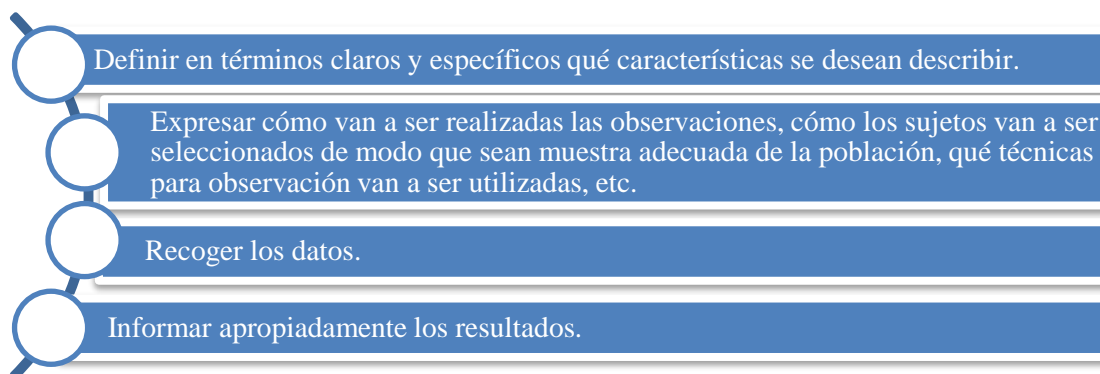 Definir en términos claros y específicos qué características se desean describir.
Expresar cómo van a ser realizadas las observaciones, cómo los sujetos van a ser
seleccionados de modo que sean muestra adecuada de la población, qué técnicas
para observación van a ser utilizadas, etc.
Recoger los datos.
Informar apropiadamente los resultados.